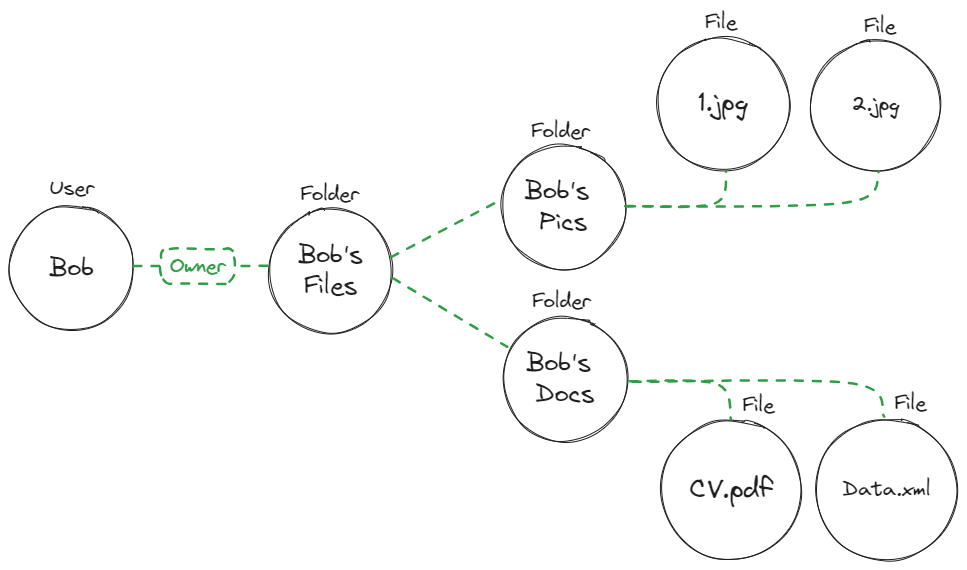 User
Bob
Owner
Folder
Bob's
Files
Folder
Bob's
Pics
File
1.jpg
File
2.jpg
Folder
Bob's
Docs
File
CV.pdf
File
Data.xml